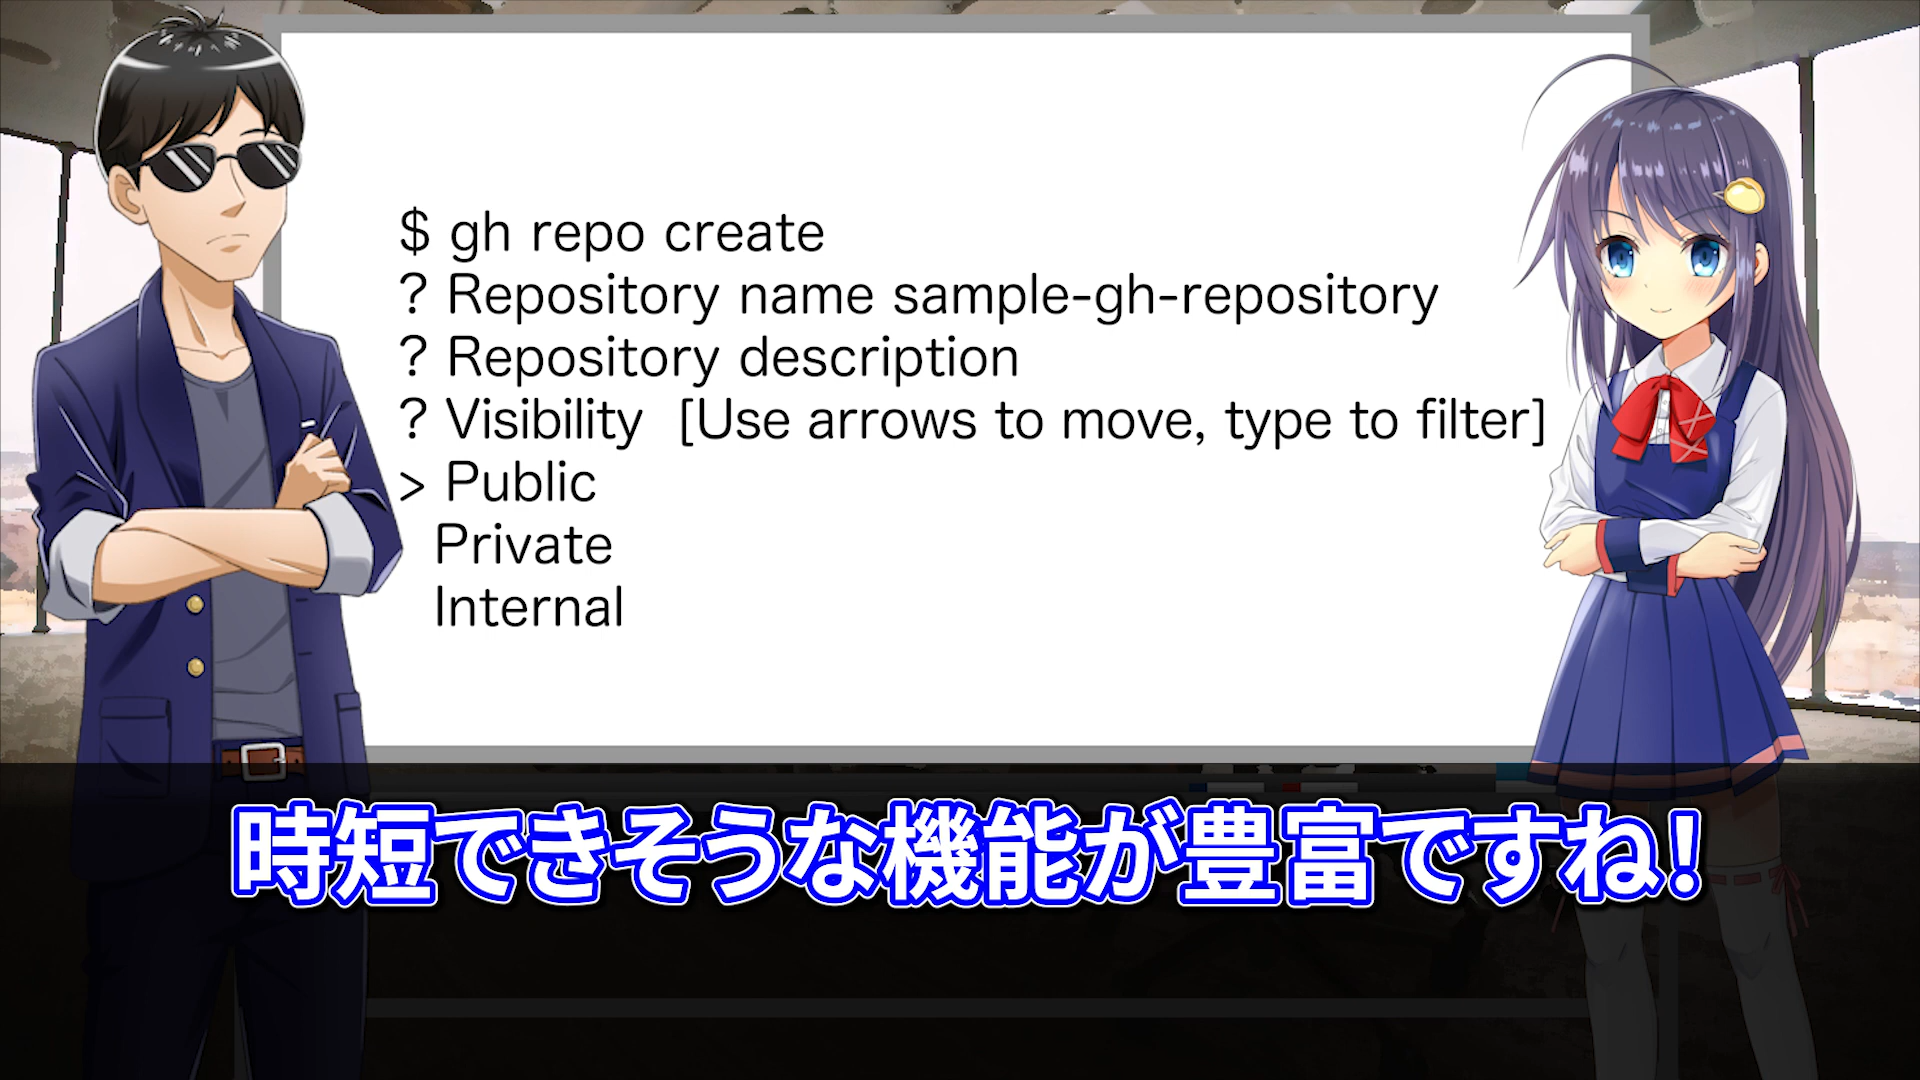 $ gh repo create
? Repository name sample-gh-repository
? Repository description
? Visibility  [Use arrows to move, type to filter]
> Public
Private
Internal
時短できそうな機能が豊富ですね!